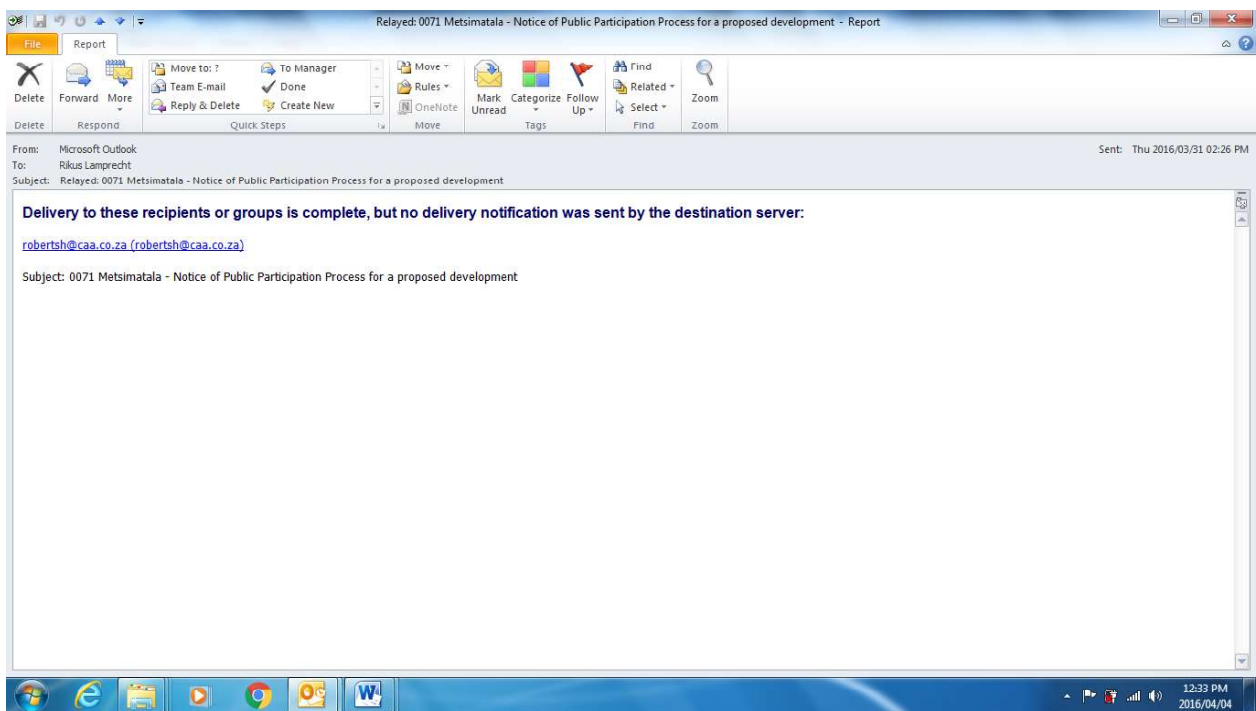 Relayed: 0071 Metsimatala - Notice of Public Participation Process for a proposed development - Report
File Report
Delete
Forward
More
Move to: ?
To Manager
Team E-mail
Done
Reply & Delete
Create New
Move
Rules
OneNote
Mark Unread
Categorize
Follow Up
Find
Related
Select
Zoom
Delete Respond Quick Steps Move Tags Find Zoom
From: Microsoft Outlook Sent: Thu 2016/03/31 02:26 PM
To: Rikus Lamprecht
Subject: Relayed: 0071 Metsimatala - Notice of Public Participation Process for a proposed development
Delivery to these recipients or groups is complete, but no delivery notification was sent by the destination server:
robertsh@caa.co.za (robertsh@caa.co.za)
Subject: 0071 Metsimatala - Notice of Public Participation Process for a proposed development
12:33 PM
2016/04/04